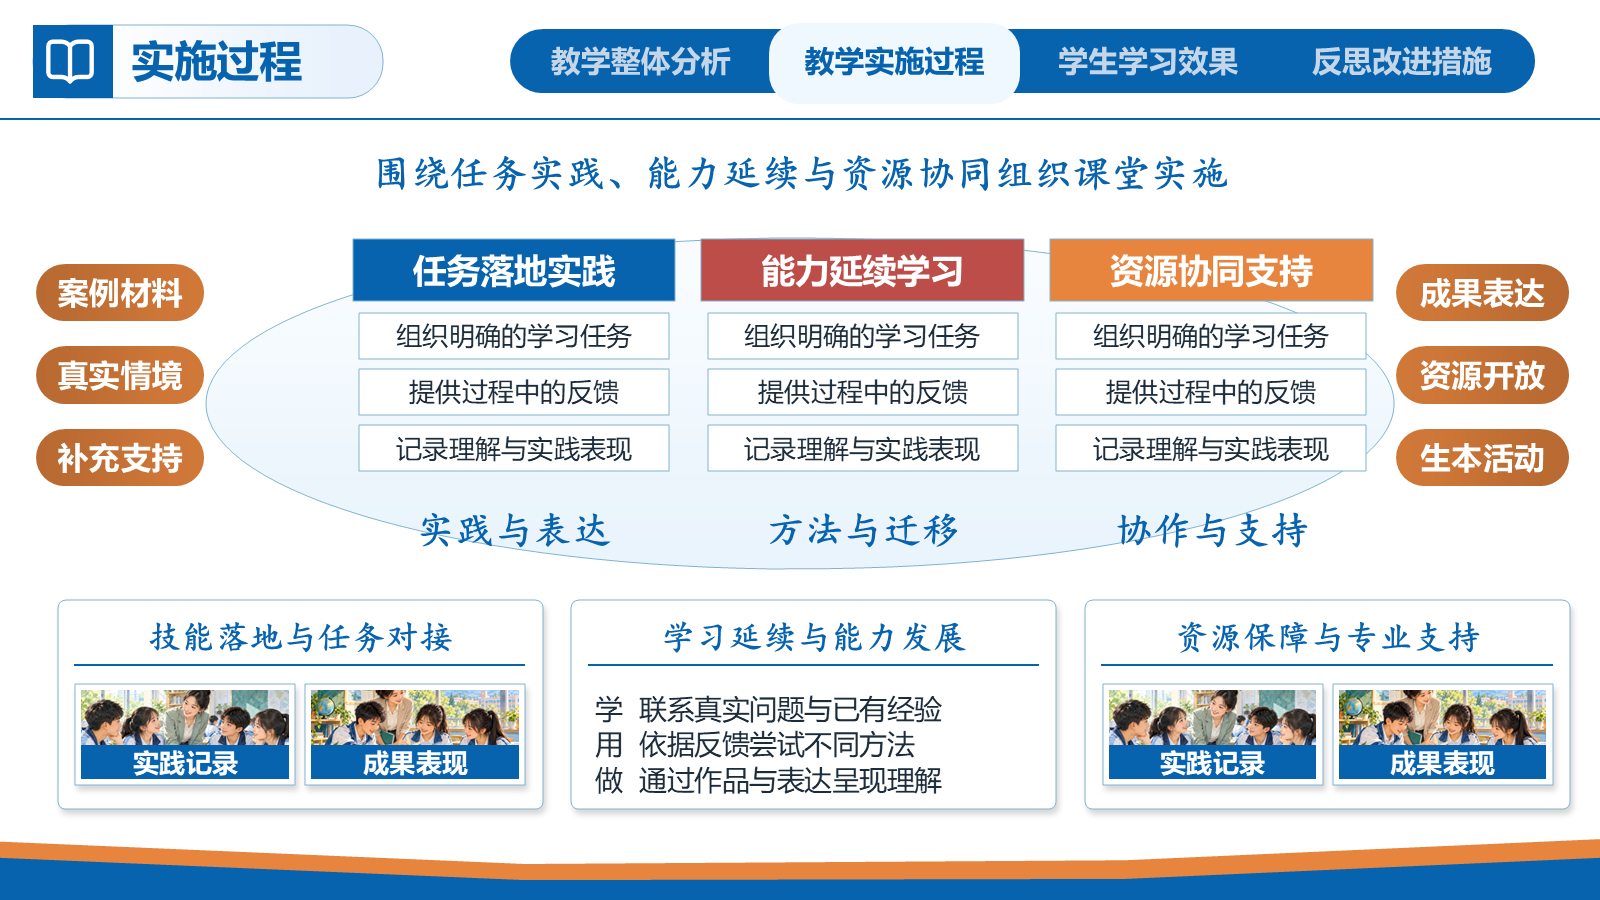 实施过程
教学整体分析
教学实施过程
学生学习效果
反思改进措施
围绕任务实践、能力延续与资源协同组织课堂实施
案例材料
真实情境
补充支持
任务落地实践
组织明确的学习任务
提供过程中的反馈
记录理解与实践表现
实践与表达
能力延续学习
组织明确的学习任务
提供过程中的反馈
记录理解与实践表现
方法与迁移
资源协同支持
组织明确的学习任务
提供过程中的反馈
记录理解与实践表现
协作与支持
成果表达
资源开放
生本活动
技能落地与任务对接
实践记录
成果表现
学习延续与能力发展
学 联系真实问题与已有经验
用 依据反馈尝试不同方法
做 通过作品与表达呈现理解
资源保障与专业支持
实践记录
成果表现